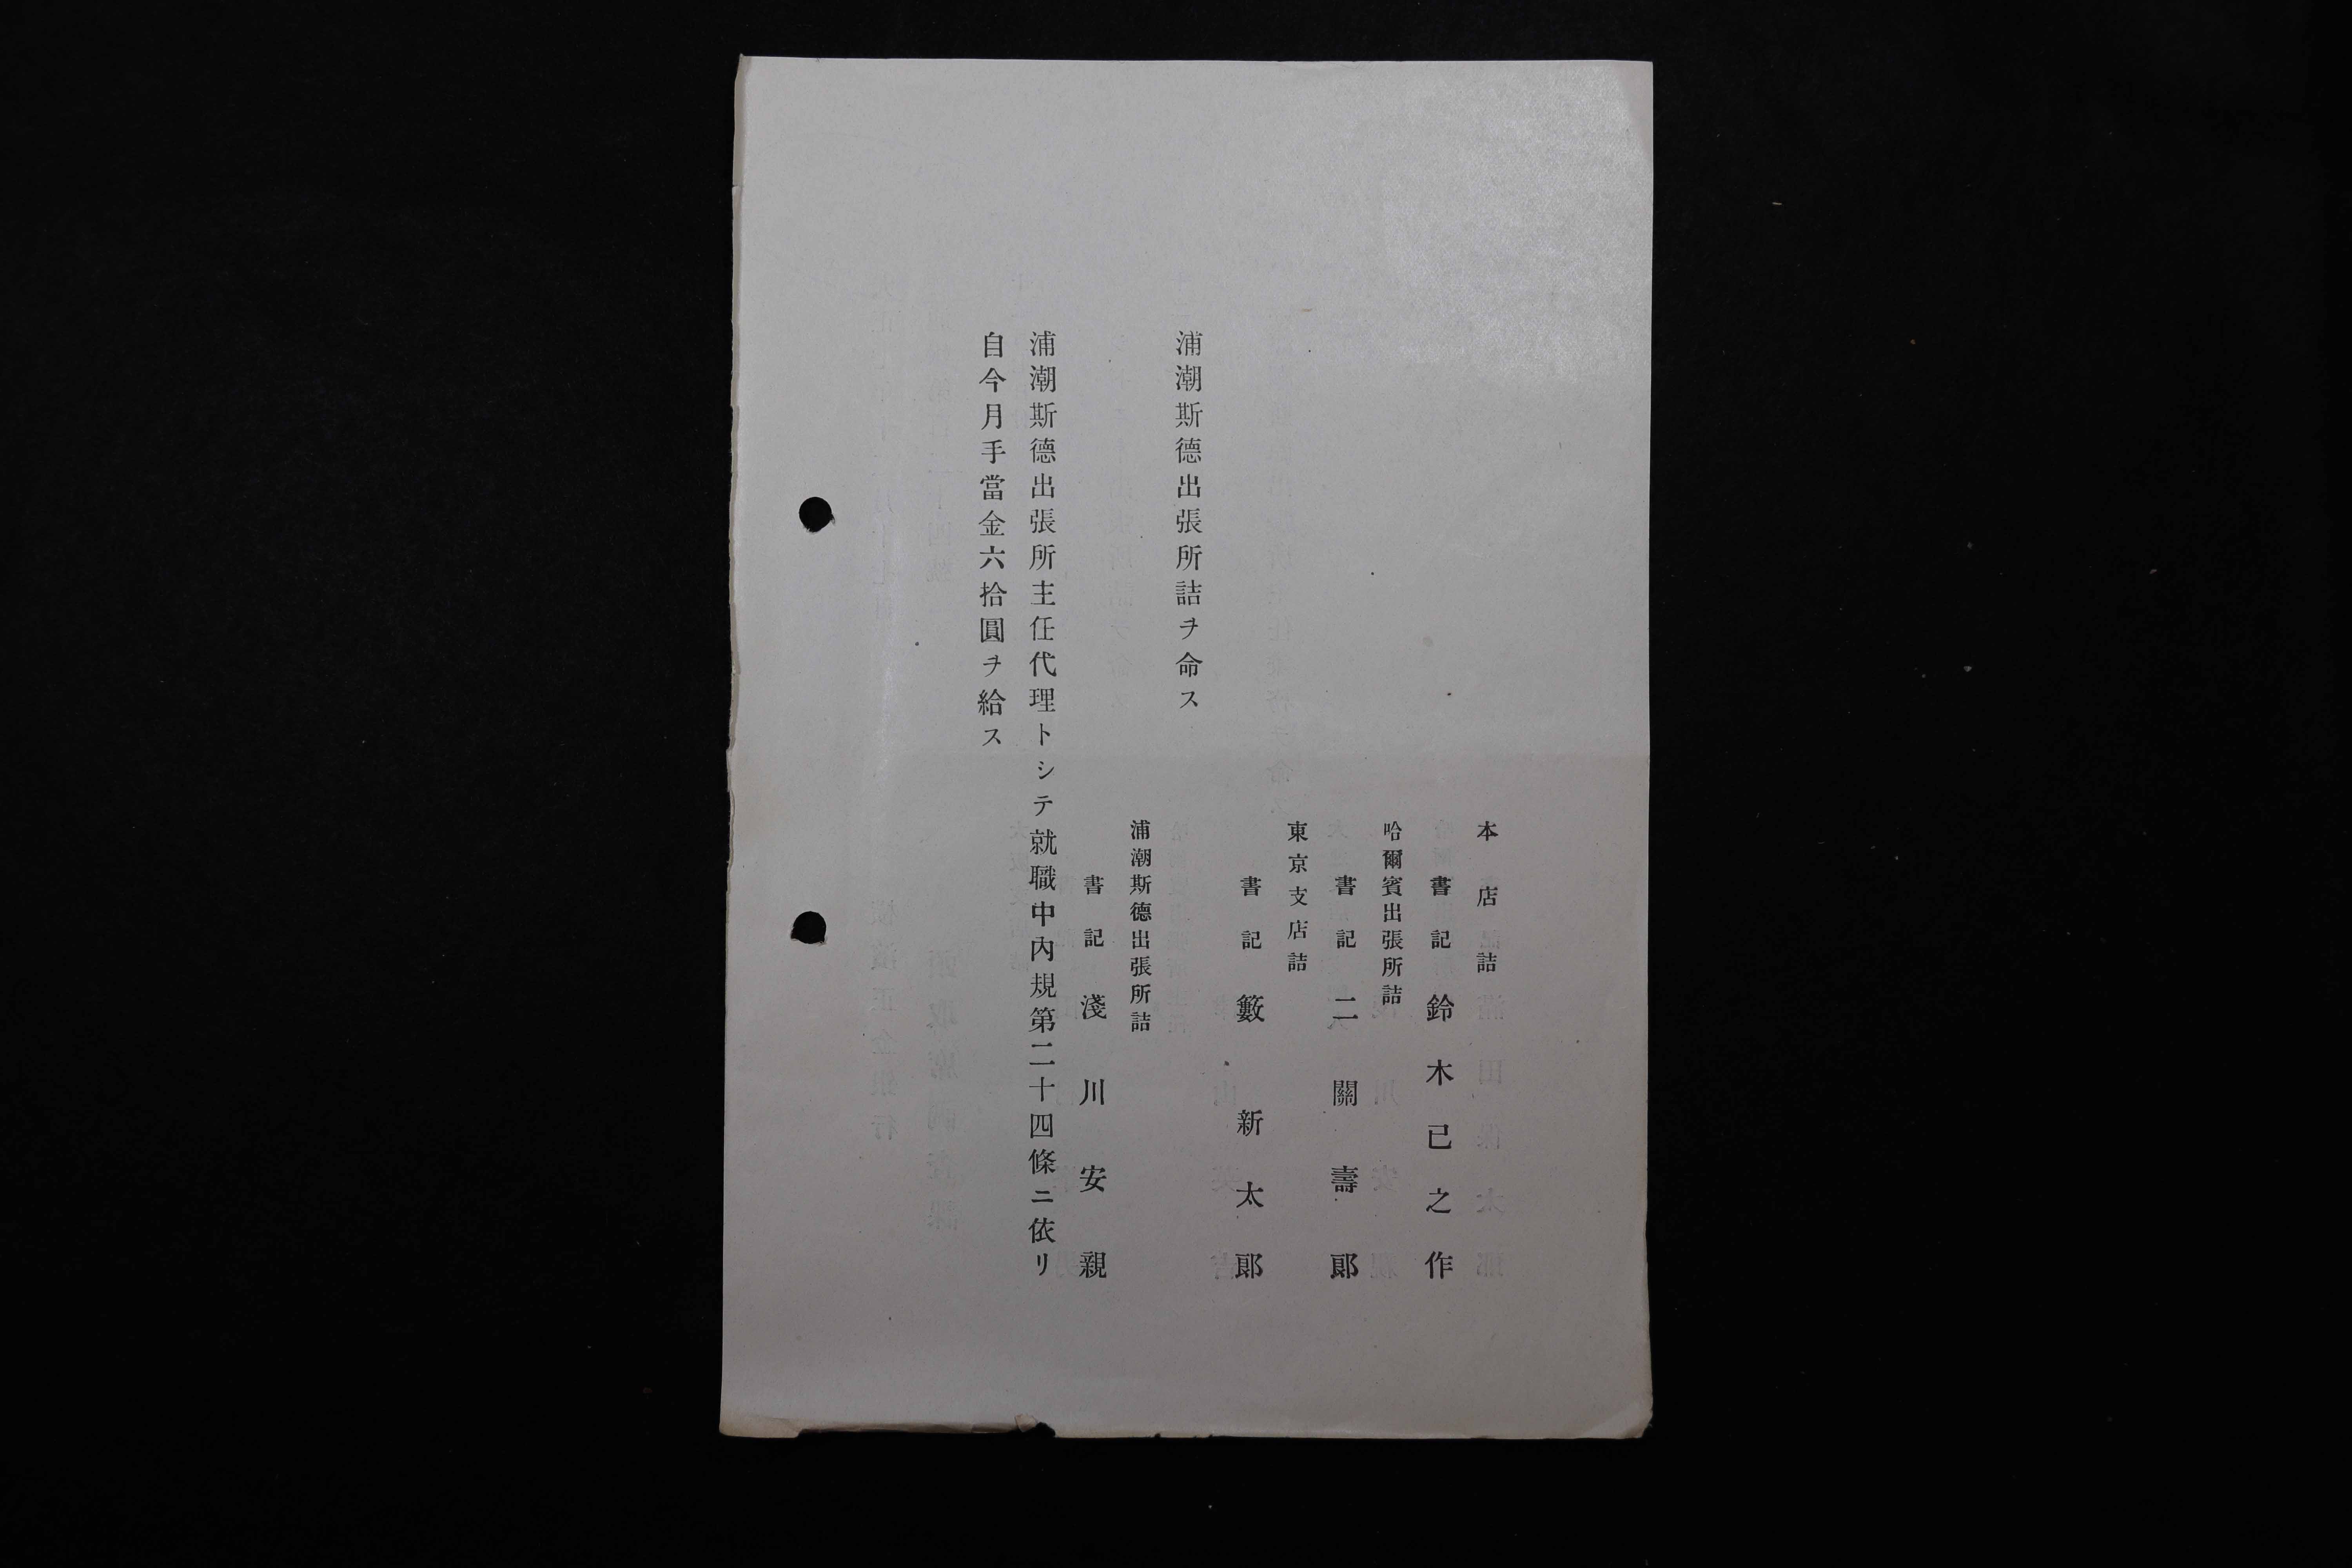 本店詰
書記 鈴木已之作
哈爾賓出張所詰
書記 二關壽郞
東京支店詰
書記 籔新太郞
浦潮斯德出張所詰ヲ命ス
浦潮斯德出張所詰
書記 淺川安親
浦潮斯德出張所主任代理トシテ就職中內規第二十四條ニ依リ
自今月手當金六拾圓ヲ給ス